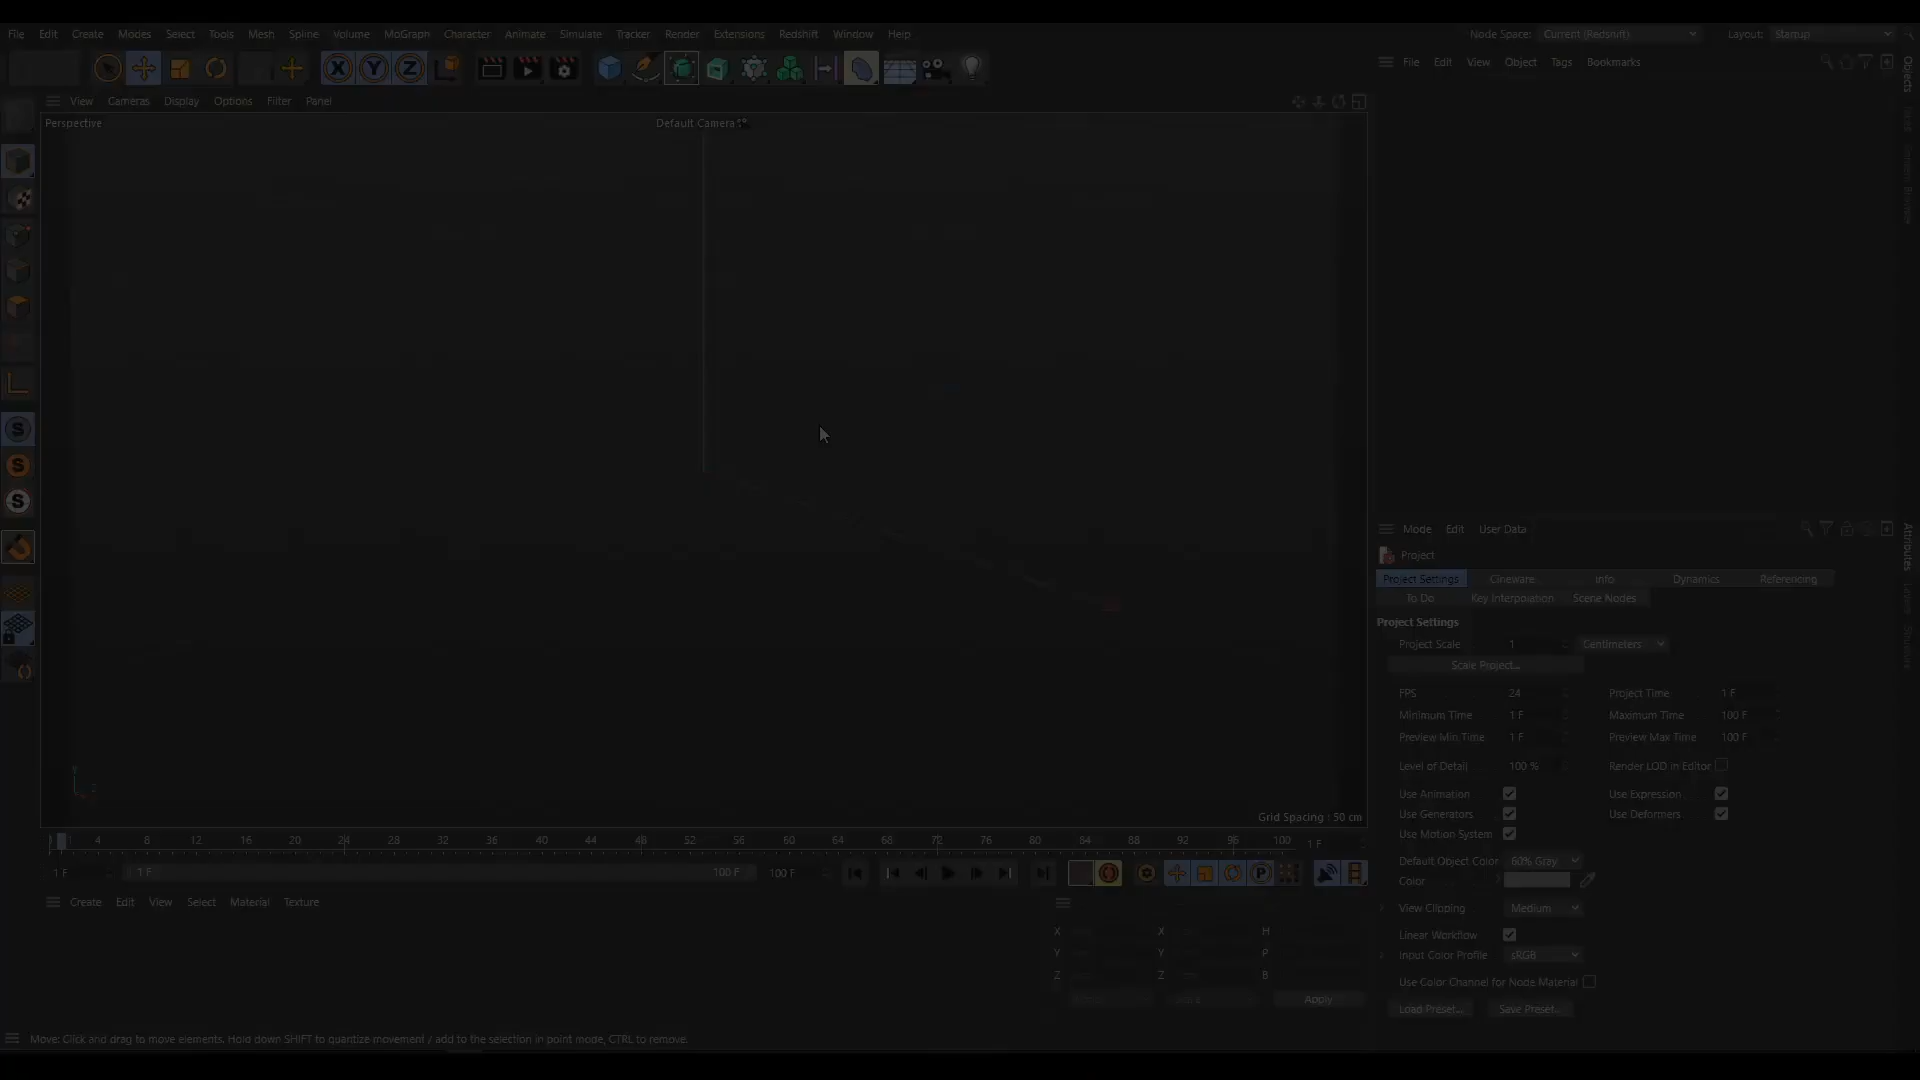 File Edit Create Modes Select Tools Mesh Spline Volume MoGraph Character Animate Simulate Tracker Render Extensions Redshift Window Help
Node Space: Current (Redshift) Layout: Startup
File Edit View Object Tags Bookmarks
Objects
View Cameras Display Options Filter Panel
Perspective
Default Camera
X Y Z
S
S
S
Grid Spacing : 50 cm
Mode Edit User Data
Attributes
Project
Project Settings Cineware Info Dynamics Referencing
To Do Key Interpolation Scene Nodes
Project Settings
Project Scale 1 Centimeters
Scale Project...
FPS 24 Project Time 1 F
Minimum Time 1 F Maximum Time 100 F
Preview Min Time 1 F Preview Max Time 100 F
Level of Detail 100 % Render LOD in Editor
Use Animation Use Expression
Use Generators Use Deformers
Use Motion System
Default Object Color 60% Gray
Color
View Clipping Medium
Linear Workflow
Input Color Profile sRGB
Use Color Channel for Node Material
Load Preset... Save Preset...
4 8 12 16 20 24 28 32 36 40 44 48 52 56 60 64 68 72 76 80 84 88 92 96 100 1 F
1 F 1 F 100 F 100 F P
Create Edit View Select Material Texture
X X H
Y Y P
Z Z B
Apply
Move: Click and drag to move elements. Hold down SHIFT to quantize movement / add to the selection in point mode, CTRL to remove.